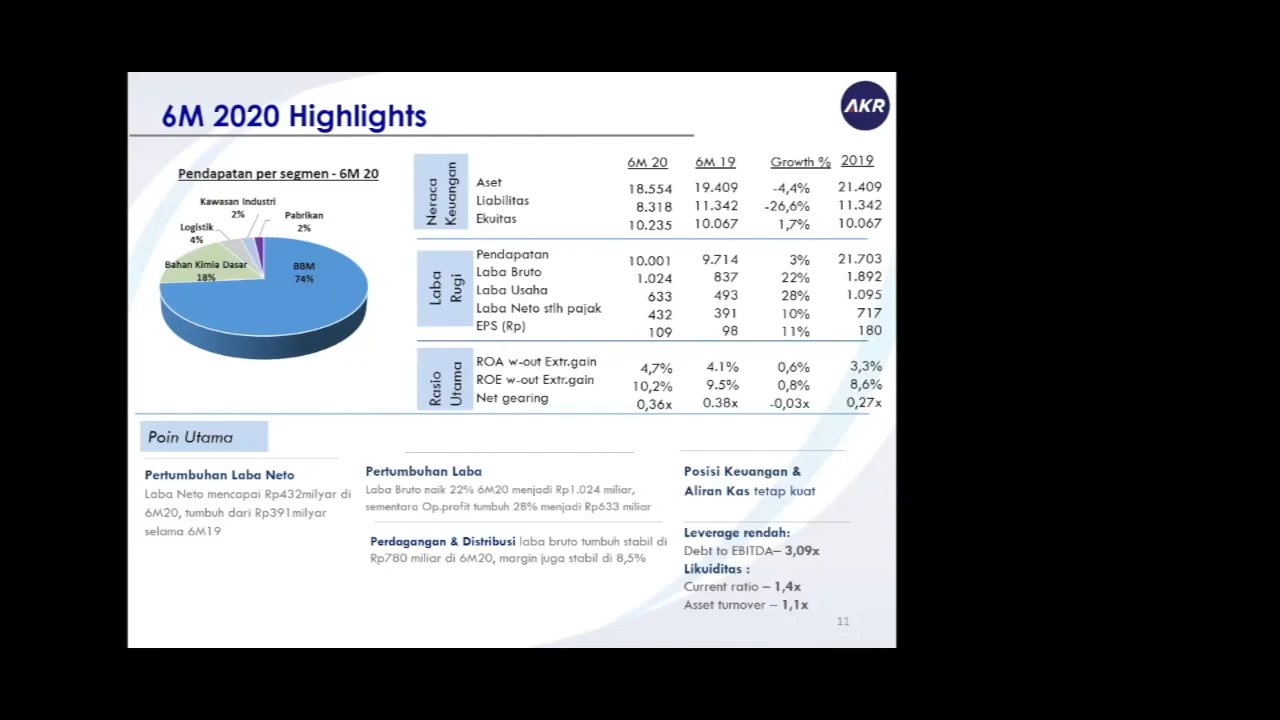 6M 2020 Highlights
AKR
Pendapatan per segmen - 6M 20
Kawasan Industri
2%
Pabrikan
2%
Logistik
4%
Bahan Kimia Dasar
18%
BBM
74%
6M 20 6M 19 Growth % 2019
Neraca Keuangan
Aset 18.554 19.409 -4,4% 21.409
Liabilitas 8.318 11.342 -26,6% 11.342
Ekuitas 10.235 10.067 1,7% 10.067
Laba Rugi
Pendapatan 10.001 9.714 3% 21.703
Laba Bruto 1.024 837 22% 1.892
Laba Usaha 633 493 28% 1.095
Laba Neto stlh pajak 432 391 10% 717
EPS (Rp) 109 98 11% 180
Rasio Utama
ROA w-out Extr.gain 4,7% 4.1% 0,6% 3,3%
ROE w-out Extr.gain 10,2% 9.5% 0,8% 8,6%
Net gearing 0,36x 0.38x -0,03x 0,27x
Poin Utama
Pertumbuhan Laba Neto
Laba Neto mencapai Rp432milyar di
6M20, tumbuh dari Rp391milyar
selama 6M19
Pertumbuhan Laba
Laba Bruto naik 22% 6M20 menjadi Rp1.024 miliar,
sementara Op.profit tumbuh 28% menjadi Rp633 miliar
Perdagangan & Distribusi laba bruto tumbuh stabil di
Rp780 miliar di 6M20, margin juga stabil di 8,5%
Posisi Keuangan &
Aliran Kas tetap kuat
Leverage rendah:
Debt to EBITDA– 3,09x
Likuiditas :
Current ratio – 1,4x
Asset turnover – 1,1x
11